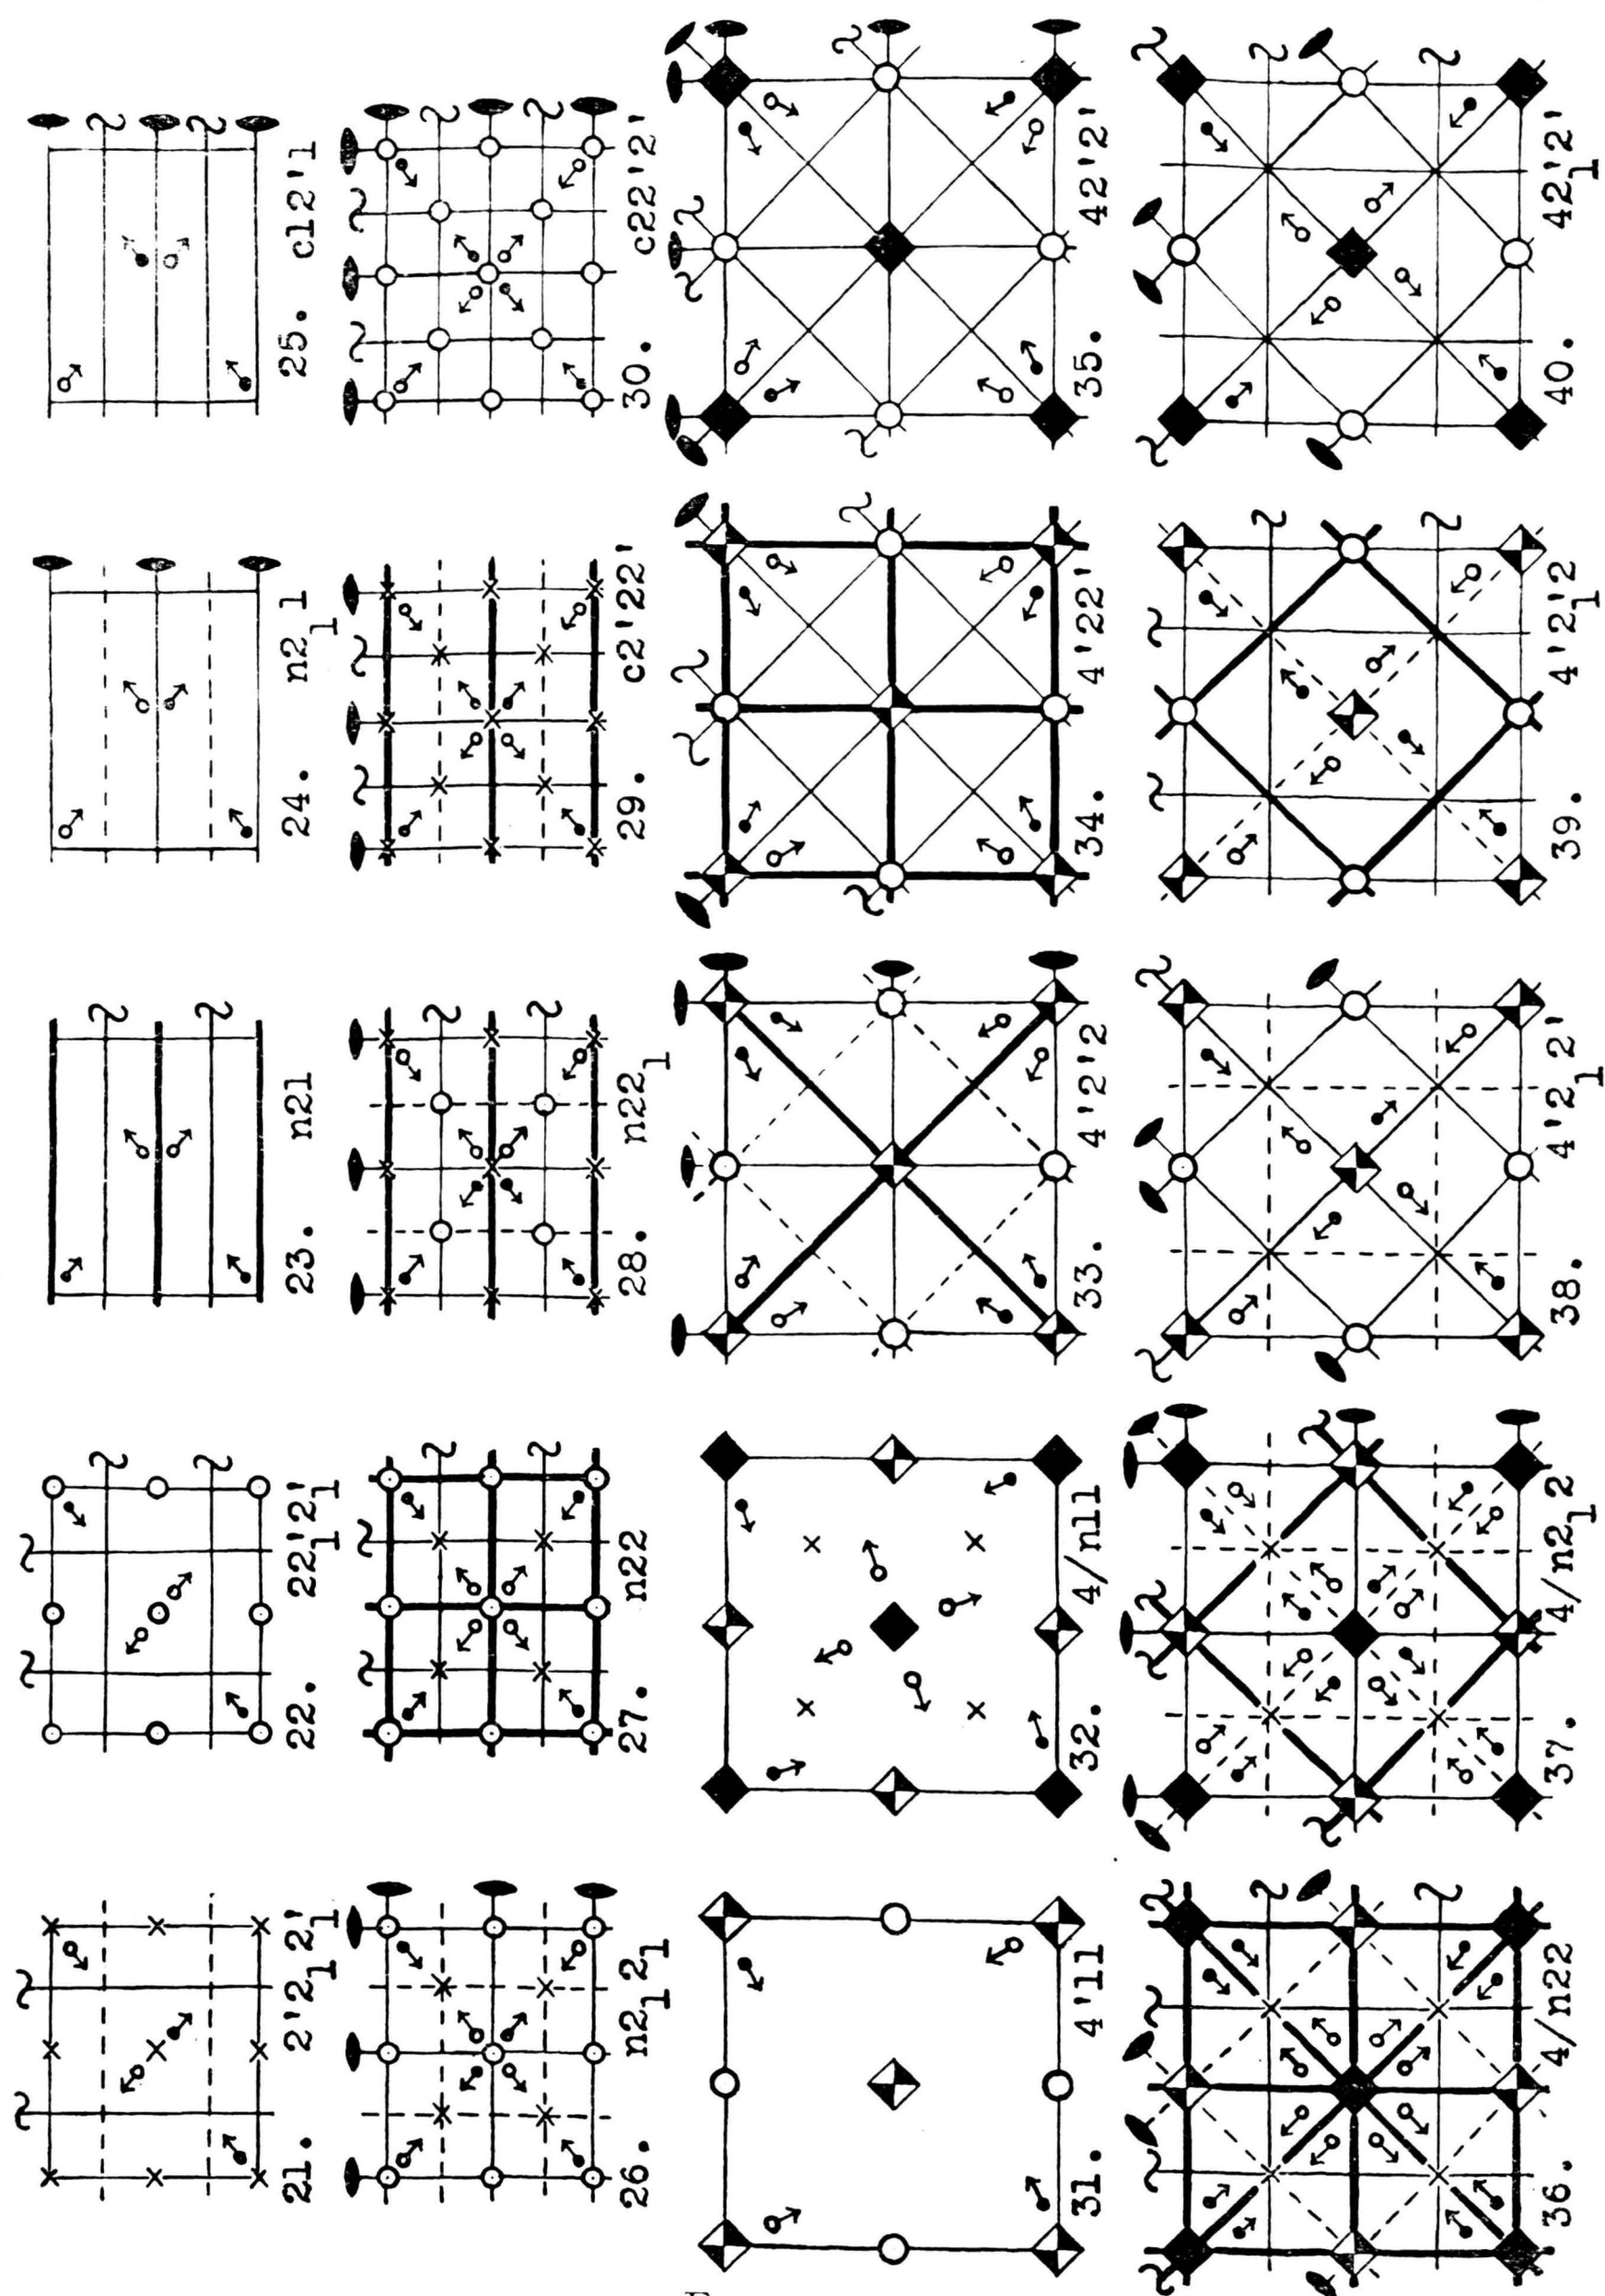 21. 2'2₁2'₁
22. 22'₁2'₁
23. n21
24. n2₁1
25. c12'1
26. n2₁2₁
27. n22
28. n22₁
29. c2'22'
30. c22'2'
31. 4'11
32. 4/n11
33. 4'2'2
34. 4'22'
35. 42'2'
36. 4/n22
37. 4/n2₁2
38. 4'2₁2'
39. 4'2'₁2
40. 42'₁2'